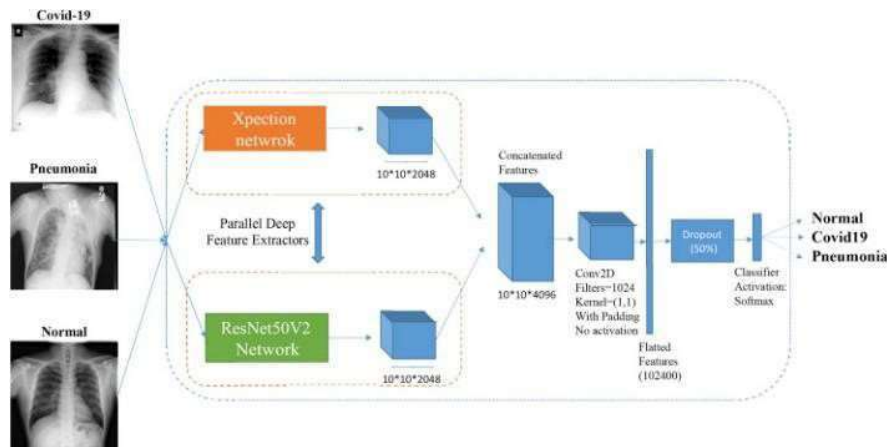 Covid-19
Pneumonia
Normal
Xpection
netwrok
10*10*2048
Parallel Deep
Feature Extractors
ResNet50V2
Network
10*10*2048
Concatenated
Features
10*10*4096
Conv2D
Filters=1024
Kernel=(1,1)
With Padding
No activation
Flatted
Features
(102400)
Dropout
(50%)
Classifier
Activation:
Softmax
Normal
Covid19
Pneumonia